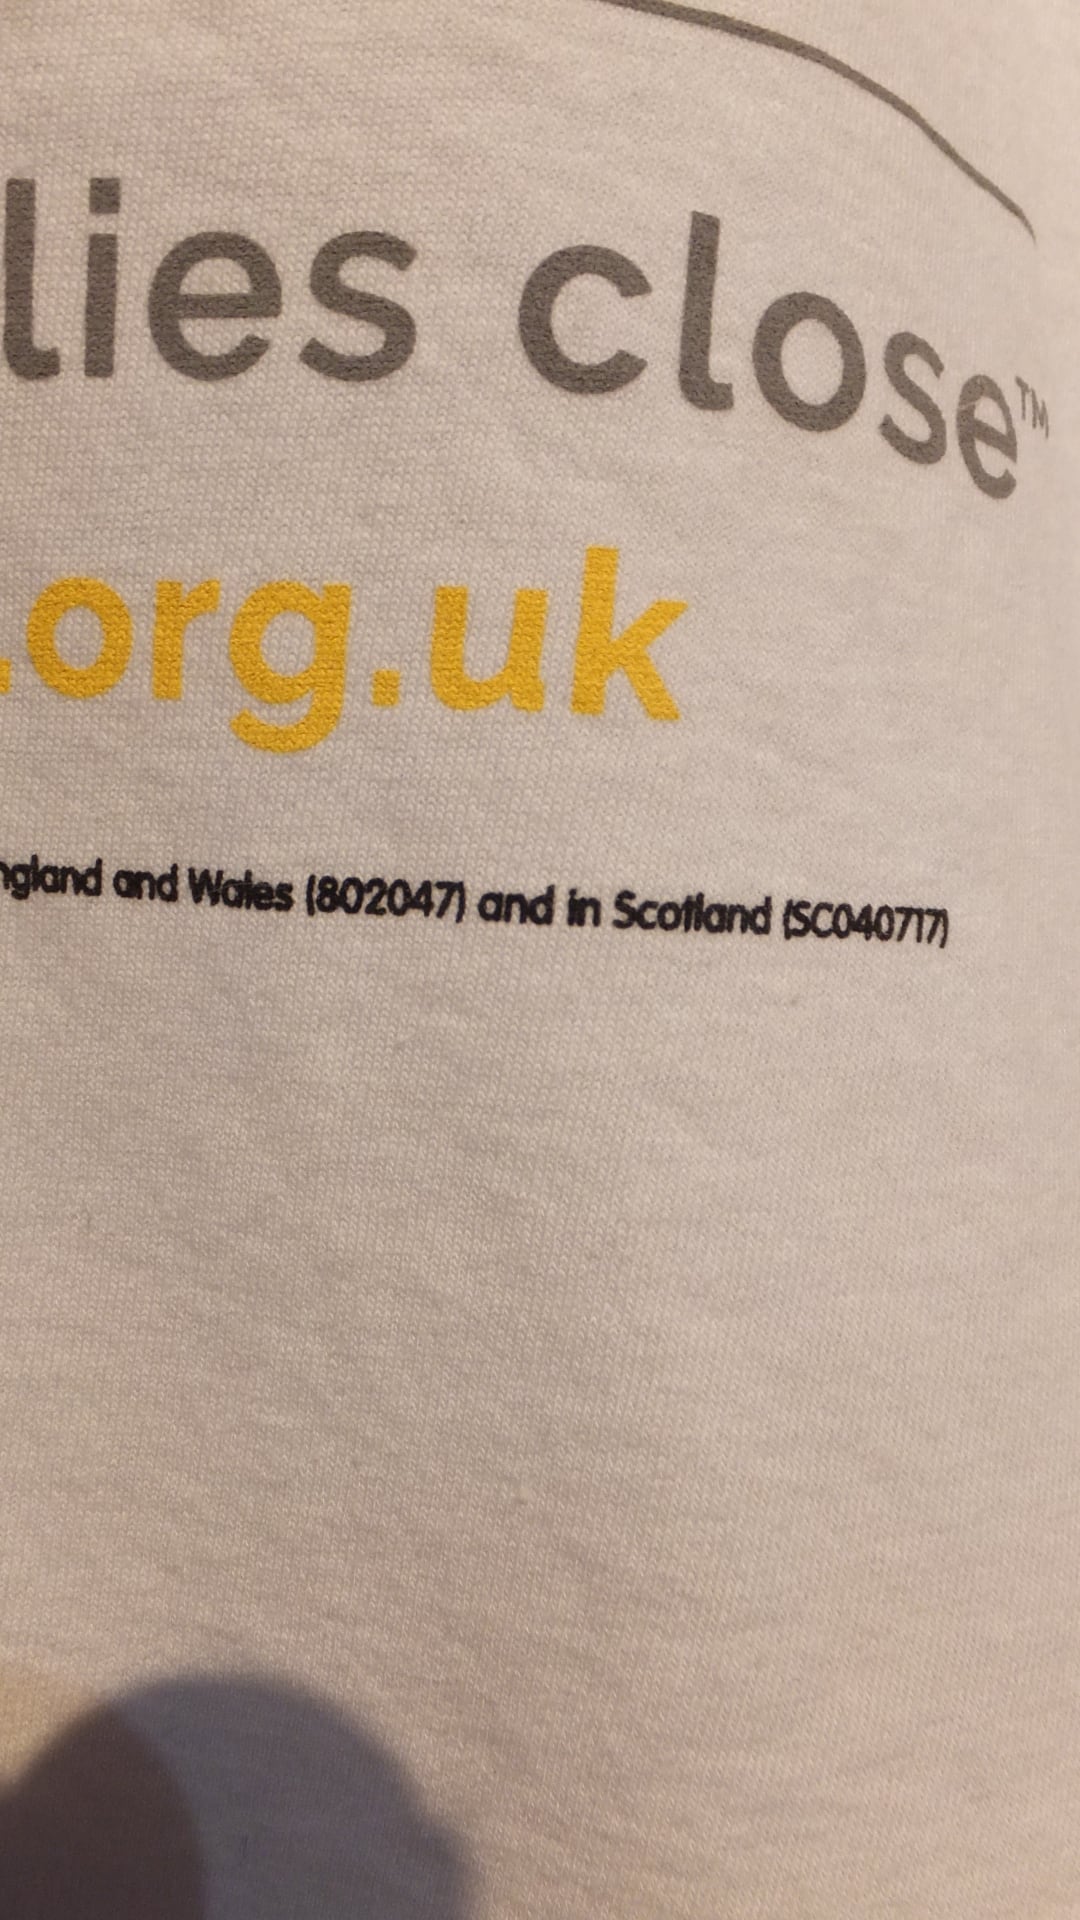 lies close™
.org.uk
ngland and Wales (802047) and in Scotland (SC040717)